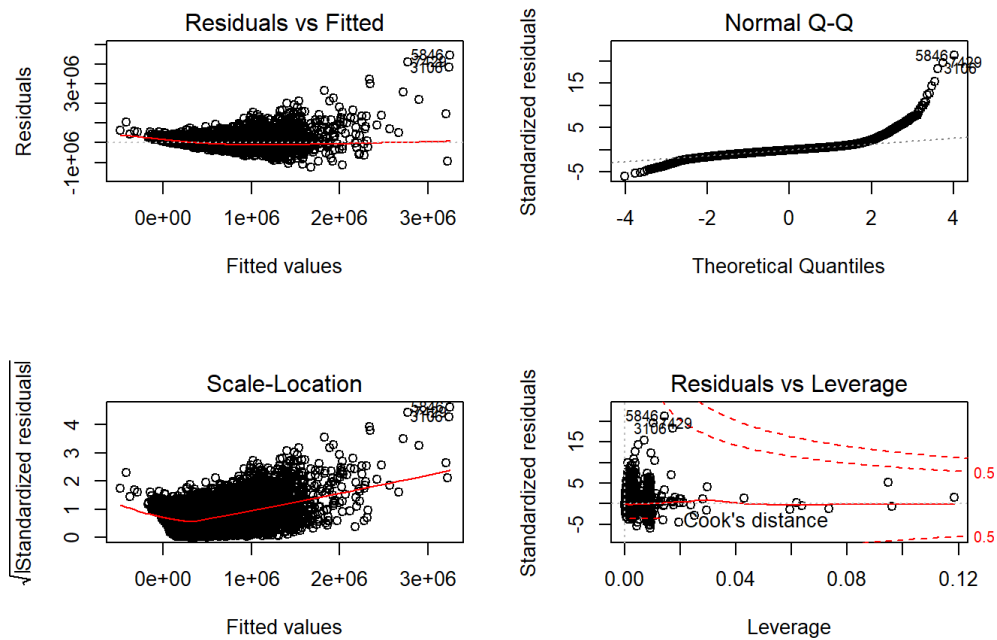 Residuals vs Fitted
Residuals
-1e+06
3e+06
5846
7429
3106
0e+00 1e+06 2e+06 3e+06
Fitted values
Normal Q-Q
Standardized residuals
-5
5
15
5846
7429
3106
-4 -2 0 2 4
Theoretical Quantiles
Scale-Location
√|Standardized residuals|
0
1
2
3
4
5846
7429
3106
0e+00 1e+06 2e+06 3e+06
Fitted values
Residuals vs Leverage
Standardized residuals
-5
5
15
5846
7429
3106
Cook's distance
0.5
0.5
0.00 0.04 0.08 0.12
Leverage